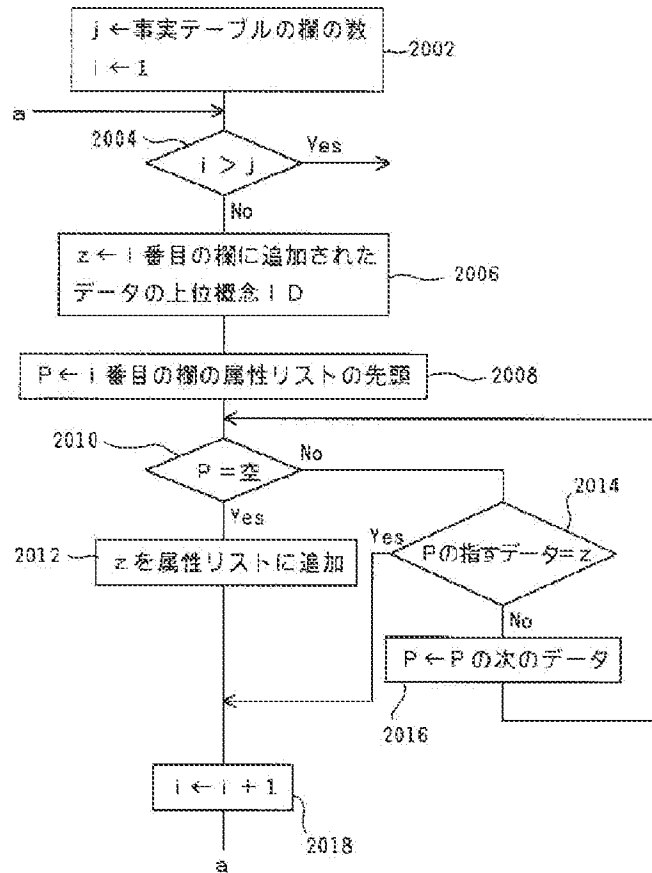 j←事実テーブルの欄の数
i←1
2002
a
2004
i>j
Yes
No
z←i番目の欄に追加された
データの上位概念ID
2006
P←i番目の欄の属性リストの先頭
2008
2010
P=空
No
Yes
2014
Pの指すデータ=z
Yes
No
2012
zを属性リストに追加
P←Pの次のデータ
2016
i←i+1
2018
a